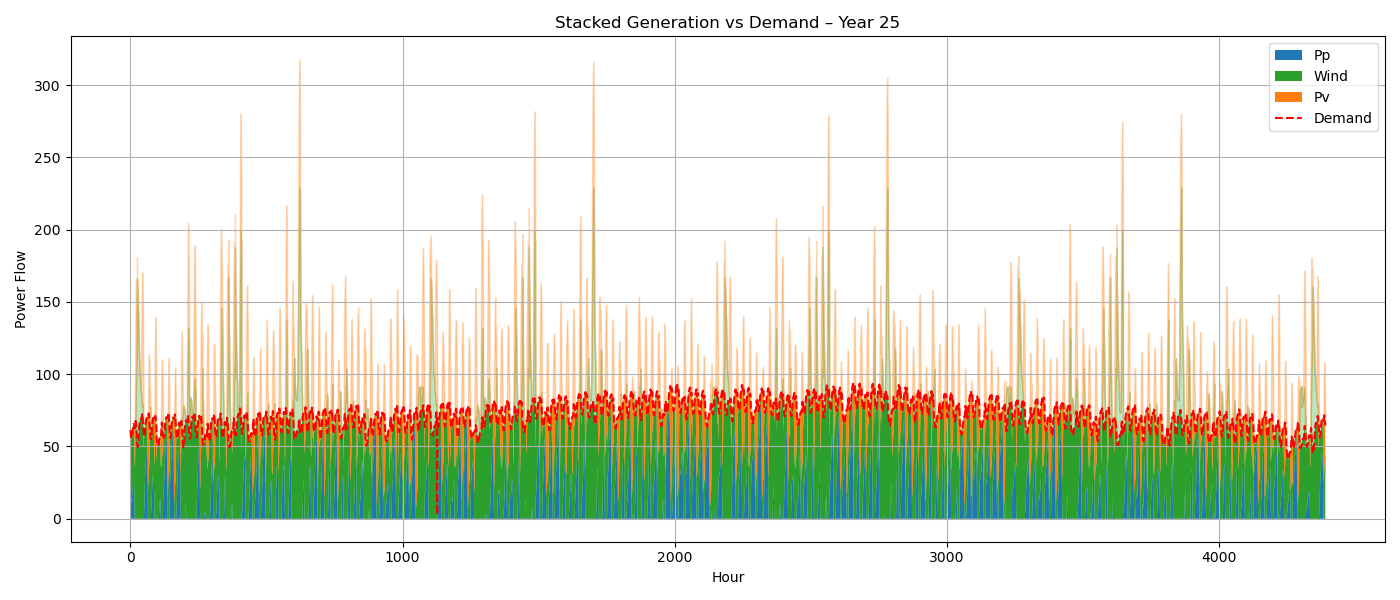 Stacked Generation vs Demand – Year 25
Pp
Wind
Pv
Demand
Power Flow
300
250
200
150
100
50
0
0 1000 2000 3000 4000
Hour